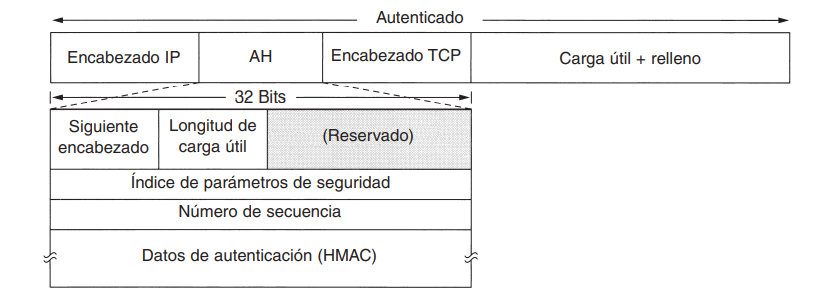 Autenticado
Encabezado IP
AH
Encabezado TCP
Carga útil + relleno
32 Bits
Siguiente
encabezado
Longitud de
carga útil
(Reservado)
Índice de parámetros de seguridad
Número de secuencia
Datos de autenticación (HMAC)